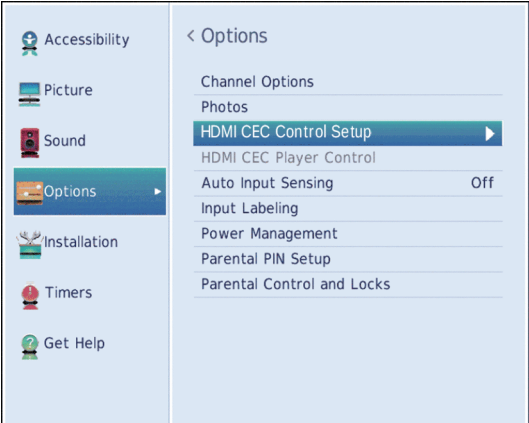 Accessibility
Picture
Sound
Options
Installation
Timers
Get Help
< Options
Channel Options
Photos
HDMI CEC Control Setup
HDMI CEC Player Control
Auto Input Sensing Off
Input Labeling
Power Management
Parental PIN Setup
Parental Control and Locks